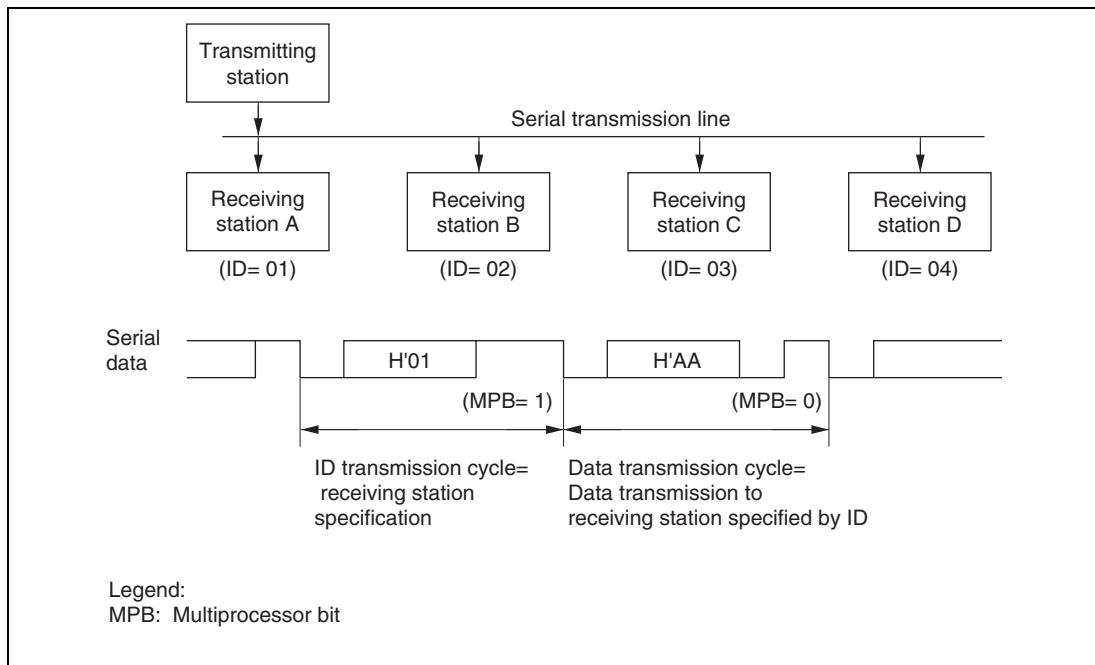 Transmitting
station
Serial transmission line
Receiving
station A
Receiving
station B
Receiving
station C
Receiving
station D
(ID= 01)
(ID= 02)
(ID= 03)
(ID= 04)
Serial
data
H'01
H'AA
(MPB= 1)
(MPB= 0)
ID transmission cycle=
receiving station
specification
Data transmission cycle=
Data transmission to
receiving station specified by ID
Legend:
MPB: Multiprocessor bit